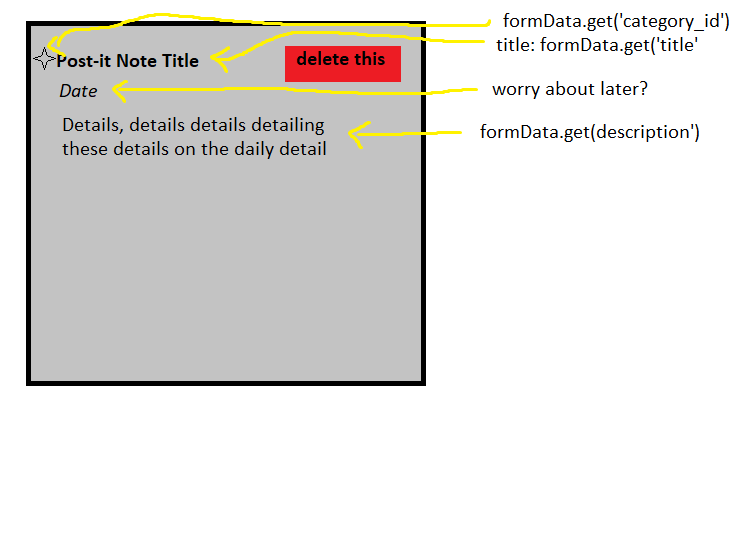 formData.get('category_id')
Post-it Note Title
delete this
title: formData.get('title'
Date
worry about later?
Details, details details detailing
these details on the daily detail
formData.get(description')